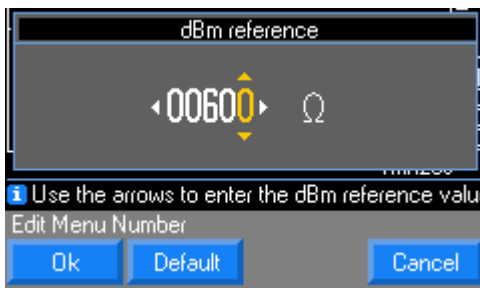 dBm reference
00600 Ω
i Use the arrows to enter the dBm reference valu
Edit Menu Number
Ok Default Cancel